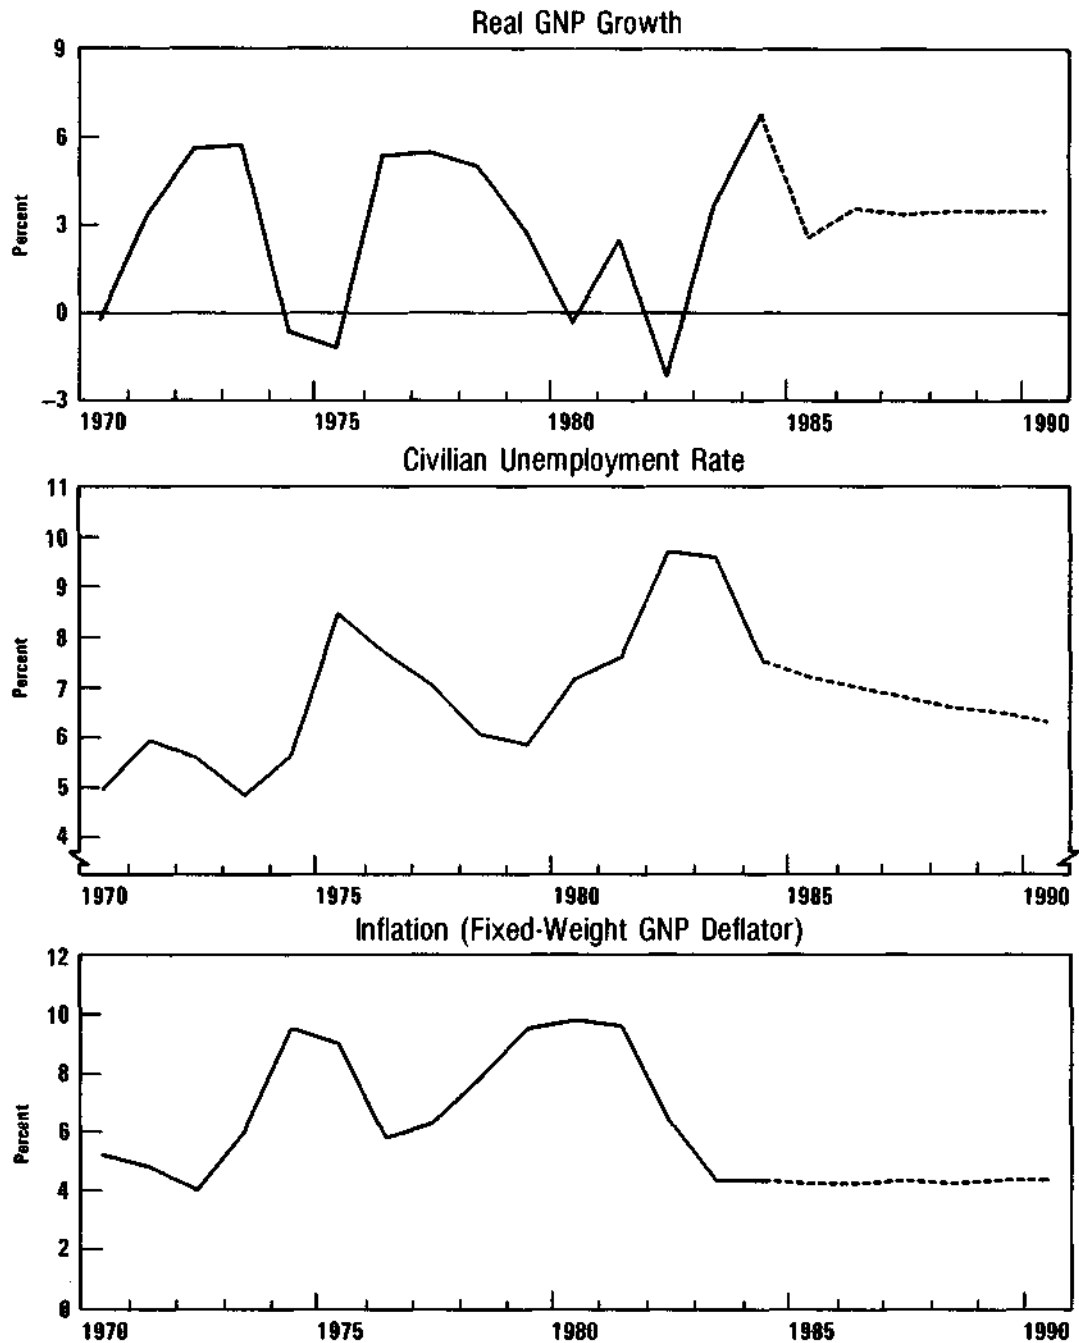 Real GNP Growth
9
6
3
0
–3
Percent
1970 1975 1980 1985 1990
Civilian Unemployment Rate
11
10
9
8
7
6
5
4
Percent
1970 1975 1980 1985 1990
Inflation (Fixed-Weight GNP Deflator)
12
10
8
6
4
2
0
Percent
1970 1975 1980 1985 1990